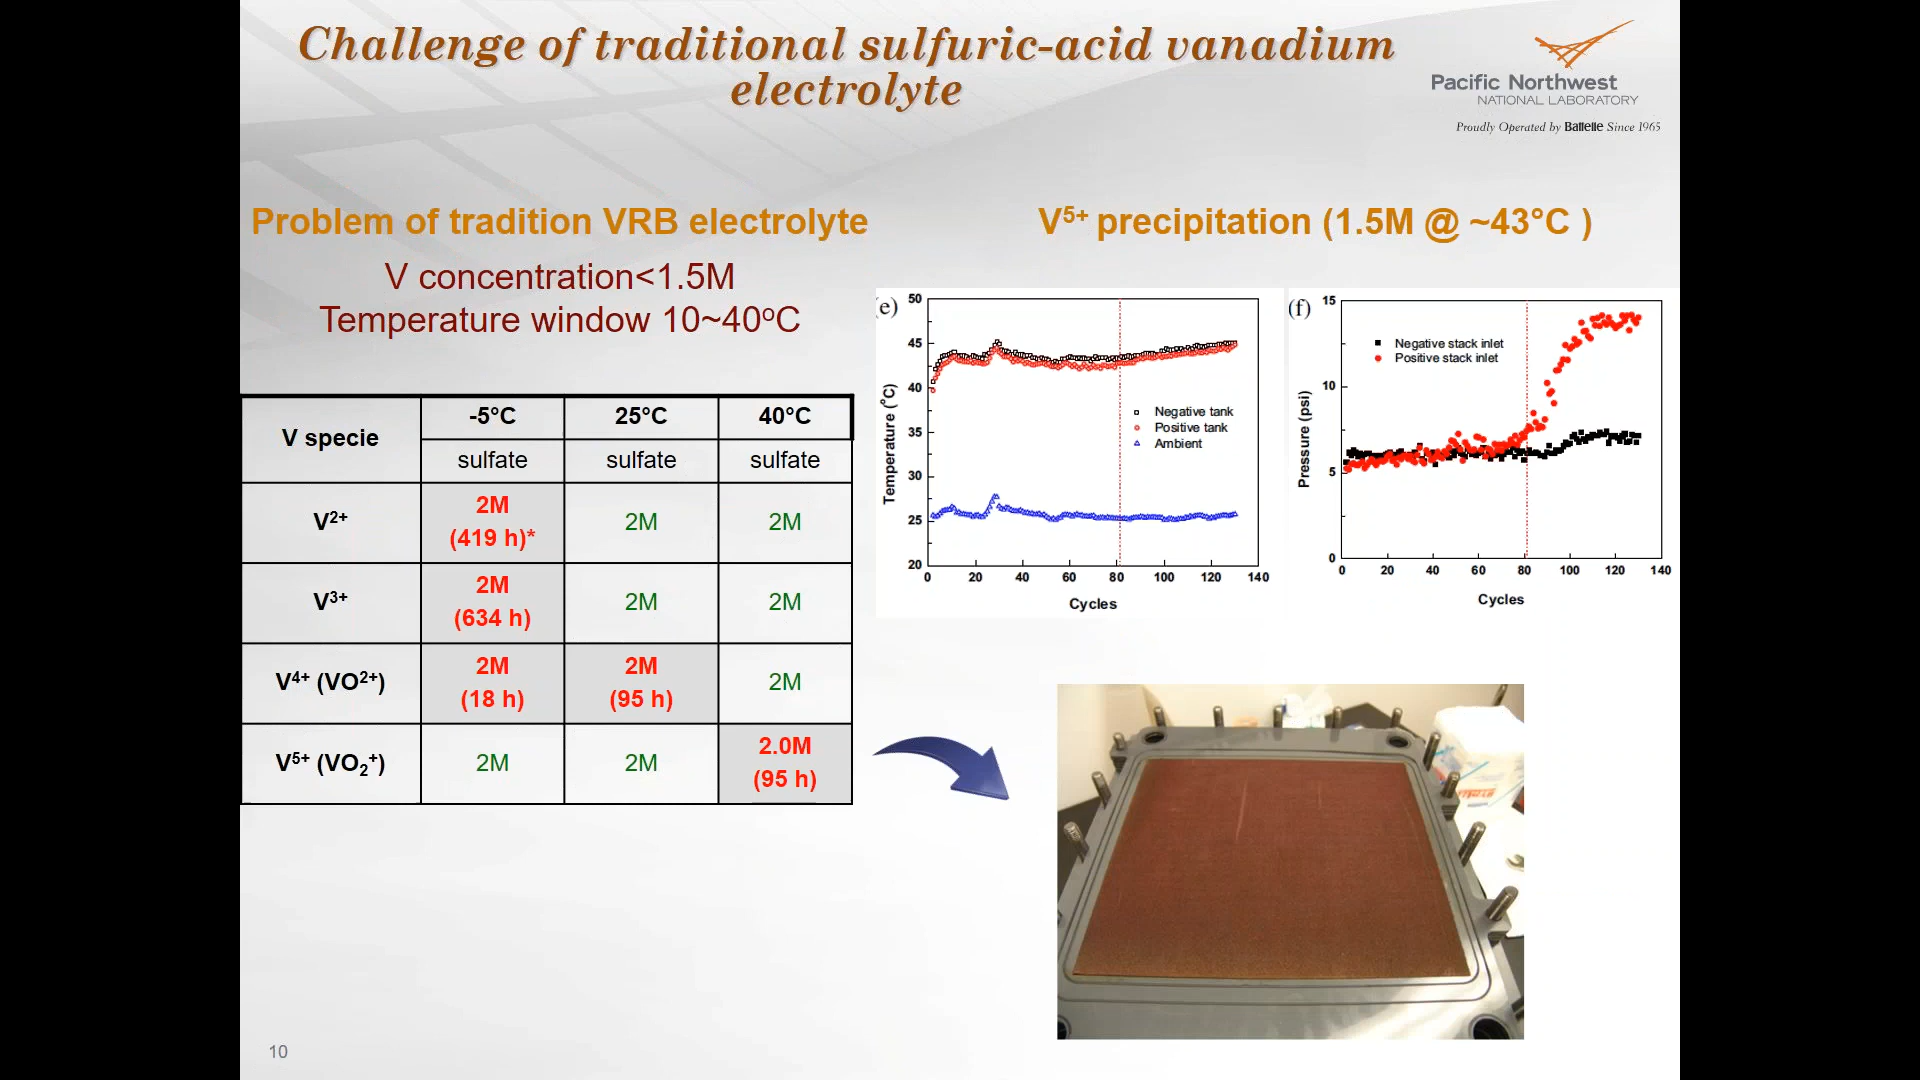 Challenge of traditional sulfuric-acid vanadium
electrolyte
Pacific Northwest
NATIONAL LABORATORY
Proudly Operated by Battelle Since 1965
Problem of tradition VRB electrolyte
V concentration<1.5M
Temperature window 10~40°C
V⁵⁺ precipitation (1.5M @ ~43°C )
V specie -5°C 25°C 40°C
sulfate sulfate sulfate
V²⁺ 2M (419 h)* 2M 2M
V³⁺ 2M (634 h) 2M 2M
V⁴⁺ (VO²⁺) 2M (18 h) 2M (95 h) 2M
V⁵⁺ (VO₂⁺) 2M 2M 2.0M (95 h)
(e)
50
45
40
35
30
25
20
Temperature (°C)
Negative tank
Positive tank
Ambient
0 20 40 60 80 100 120 140
Cycles
(f)
15
10
5
0
Pressure (psi)
Negative stack inlet
Positive stack inlet
0 20 40 60 80 100 120 140
Cycles
10